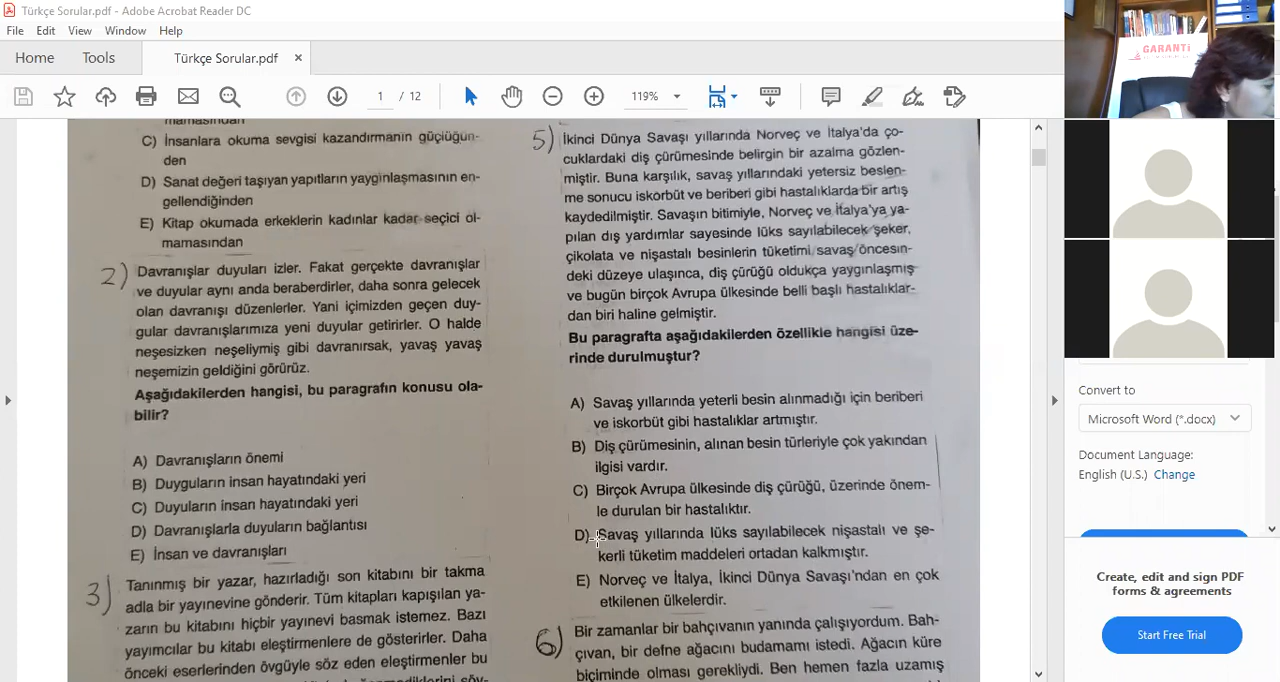 Türkçe Sorular.pdf - Adobe Acrobat Reader DC
File Edit View Window Help
Home Tools Türkçe Sorular.pdf ×
1 / 12 119%
C) İnsanlara okuma sevgisi kazandırmanın güçlüğün-
den
D) Sanat değeri taşıyan yapıtların yaygınlaşmasının en-
gellendiğinden
E) Kitap okumada erkeklerin kadınlar kadar seçici ol-
mamasından
2) Davranışlar duyuları izler. Fakat gerçekte davranışlar
ve duyular aynı anda beraberdirler, daha sonra gelecek
olan davranışı düzenlerler. Yani içimizden geçen duy-
gular davranışlarımıza yeni duyular getirirler. O halde
neşesizken neşeliymiş gibi davranırsak, yavaş yavaş
neşemizin geldiğini görürüz.
Aşağıdakilerden hangisi, bu paragrafın konusu ola-
bilir?
A) Davranışların önemi
B) Duyguların insan hayatındaki yeri
C) Duyuların insan hayatındaki yeri
D) Davranışlarla duyuların bağlantısı
E) İnsan ve davranışları
3) Tanınmış bir yazar, hazırladığı son kitabını bir takma
adla bir yayınevine gönderir. Tüm kitapları kapışılan ya-
zarın bu kitabını hiçbir yayınevi basmak istemez. Bazı
yayımcılar bu kitabı eleştirmenlere de gösterirler. Daha
önceki eserlerinden övgüyle söz eden eleştirmenler bu
5) İkinci Dünya Savaşı yıllarında Norveç ve İtalya'da ço-
cuklardaki diş çürümesinde belirgin bir azalma gözlen-
miştir. Buna karşılık, savaş yıllarındaki yetersiz beslen-
me sonucu iskorbüt ve beriberi gibi hastalıklarda bir artış
kaydedilmiştir. Savaşın bitimiyle, Norveç ve İtalya'ya ya-
pılan dış yardımlar sayesinde lüks sayılabilecek şeker,
çikolata ve nişastalı besinlerin tüketimi savaş öncesin-
deki düzeye ulaşınca, diş çürüğü oldukça yaygınlaşmış
ve bugün birçok Avrupa ülkesinde belli başlı hastalıklar-
dan biri haline gelmiştir.
Bu paragrafta aşağıdakilerden özellikle hangisi üze-
rinde durulmuştur?
A) Savaş yıllarında yeterli besin alınmadığı için beriberi
ve iskorbüt gibi hastalıklar artmıştır.
B) Diş çürümesinin, alınan besin türleriyle çok yakından
ilgisi vardır.
C) Birçok Avrupa ülkesinde diş çürüğü, üzerinde önem-
le durulan bir hastalıktır.
D) Savaş yıllarında lüks sayılabilecek nişastalı ve şe-
kerli tüketim maddeleri ortadan kalkmıştır.
E) Norveç ve İtalya, İkinci Dünya Savaşı'ndan en çok
etkilenen ülkelerdir.
6) Bir zamanlar bir bahçıvanın yanında çalışıyordum. Bah-
çıvan, bir defne ağacını budamamı istedi. Ağacın küre
biçiminde olması gerekliydi. Ben hemen fazla uzamış
GARANTİ
Convert to
Microsoft Word (*.docx)
Document Language:
English (U.S.) Change
Create, edit and sign PDF
forms & agreements
Start Free Trial